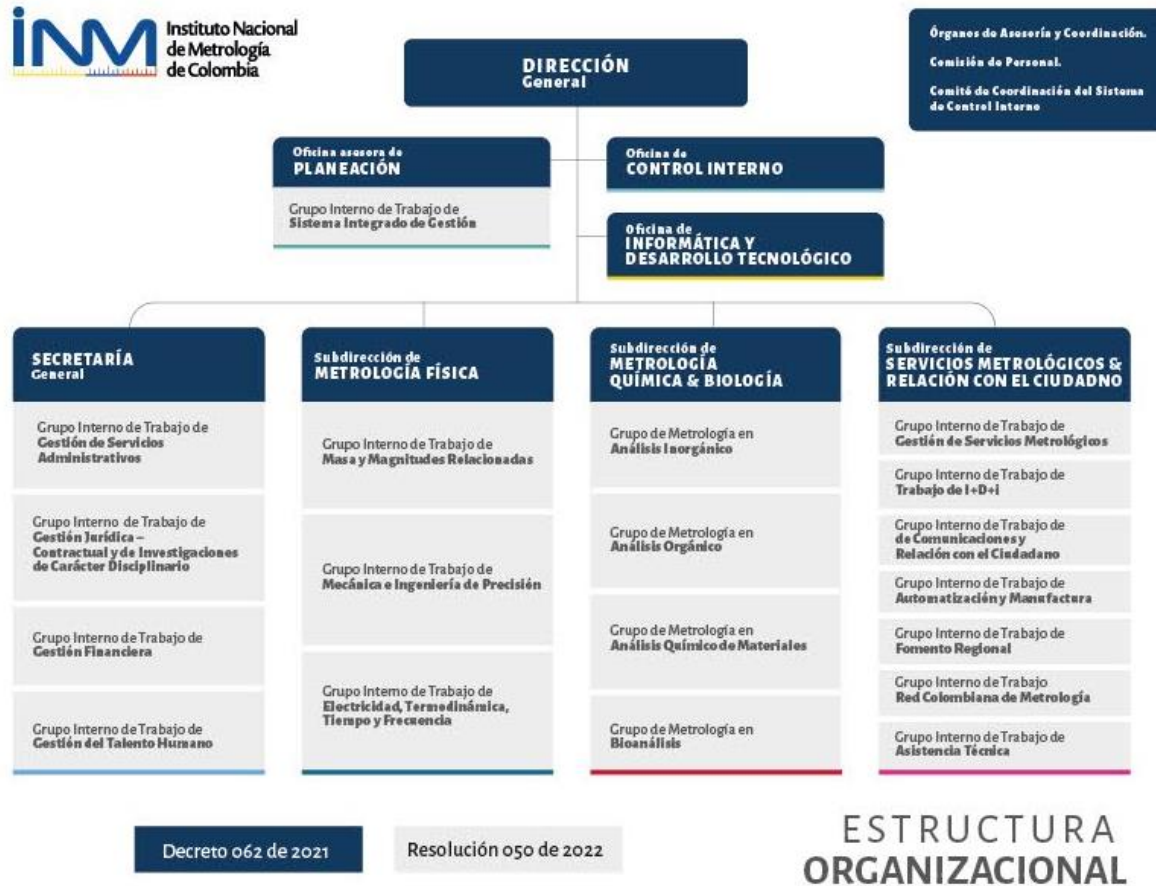 INM
Instituto Nacional
de Metrología
de Colombia
DIRECCIÓN
General
Órganos de Asesoría y Coordinación.
Comisión de Personal.
Comité de Coordinación del Sistema
de Control Interno
Oficina asesora de
PLANEACIÓN
Grupo Interno de Trabajo de
Sistema Integrado de Gestión
Oficina de
CONTROL INTERNO
Oficina de
INFORMÁTICA Y
DESARROLLO TECNOLÓGICO
SECRETARÍA
General
Grupo Interno de Trabajo de
Gestión de Servicios
Administrativos
Grupo Interno de Trabajo de
Gestión Jurídica –
Contractual y de Investigaciones
de Carácter Disciplinario
Grupo Interno de Trabajo de
Gestión Financiera
Grupo Interno de Trabajo de
Gestión del Talento Humano
Subdirección de
METROLOGÍA FÍSICA
Grupo Interno de Trabajo de
Masa y Magnitudes Relacionadas
Grupo Interno de Trabajo de
Mecánica e Ingeniería de Precisión
Grupo Interno de Trabajo de
Electricidad, Termodinámica,
Tiempo y Frecuencia
Subdirección de
METROLOGÍA
QUÍMICA & BIOLOGÍA
Grupo de Metrología en
Análisis Inorgánico
Grupo de Metrología en
Análisis Orgánico
Grupo de Metrología en
Análisis Químico de Materiales
Grupo de Metrología en
Bioanálisis
Subdirección de
SERVICIOS METROLÓGICOS &
RELACIÓN CON EL CIUDADNO
Grupo Interno de Trabajo de
Gestión de Servicios Metrológicos
Grupo Interno de Trabajo de
Trabajo de I+D+i
Grupo Interno de Trabajo de
de Comunicaciones y
Relación con el Ciudadano
Grupo Interno de Trabajo de
Automatización y Manufactura
Grupo Interno de Trabajo de
Fomento Regional
Grupo Interno de Trabajo
Red Colombiana de Metrología
Grupo Interno de Trabajo de
Asistencia Técnica
Decreto 062 de 2021
Resolución 050 de 2022
ESTRUCTURA
ORGANIZACIONAL